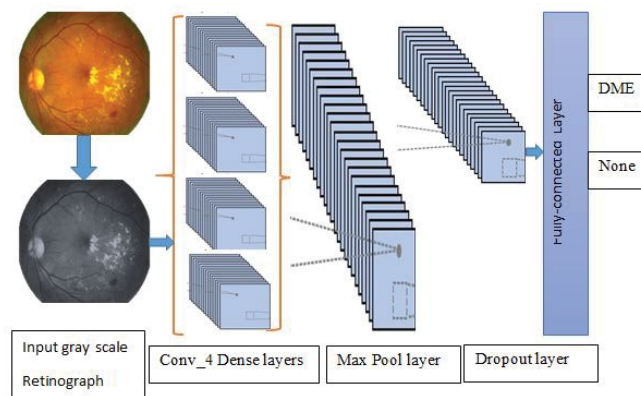 DME
None
Fully-connected Layer
Input gray scale
Retinograph
Conv_4 Dense layers
Max Pool layer
Dropout layer